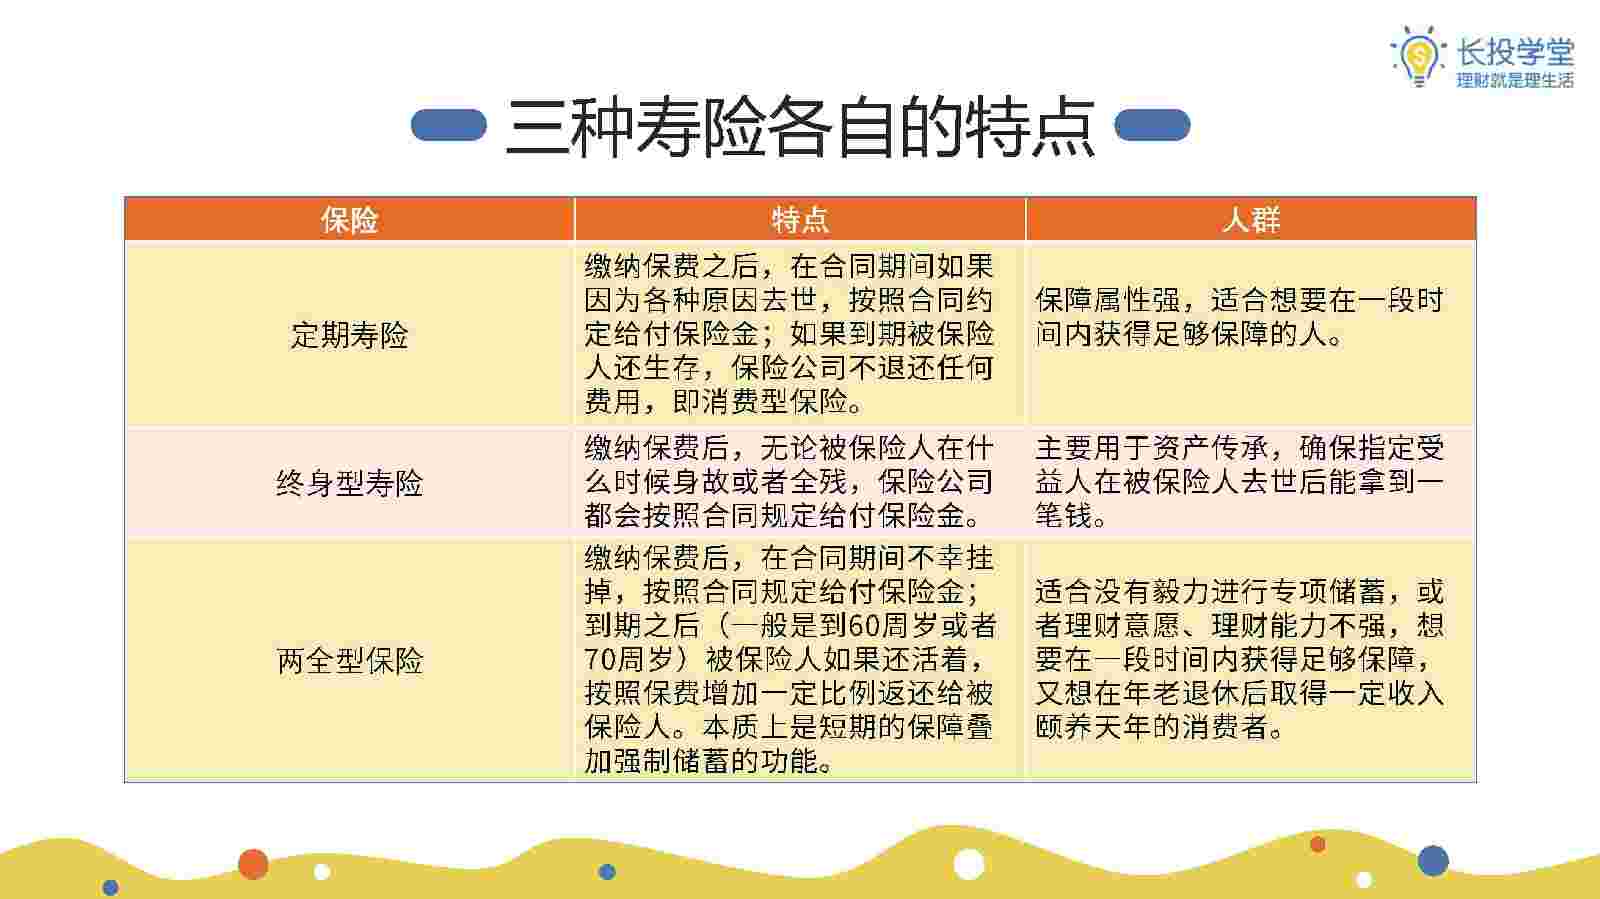 长投学堂
理财就是理生活
三种寿险各自的特点
保险
特点
人群
定期寿险
缴纳保费之后，在合同期间如果
因为各种原因去世，按照合同约
定给付保险金；如果到期被保险
人还生存，保险公司不退还任何
费用，即消费型保险。
保障属性强，适合想要在一段时
间内获得足够保障的人。
终身型寿险
缴纳保费后，无论被保险人在什
么时候身故或者全残，保险公司
都会按照合同规定给付保险金。
主要用于资产传承，确保指定受
益人在被保险人去世后能拿到一
笔钱。
两全型保险
缴纳保费后，在合同期间不幸挂
掉，按照合同规定给付保险金；
到期之后（一般是到60周岁或者
70周岁）被保险人如果还活着，
按照保费增加一定比例返还给被
保险人。本质上是短期的保障叠
加强制储蓄的功能。
适合没有毅力进行专项储蓄，或
者理财意愿、理财能力不强，想
要在一段时间内获得足够保障，
又想在年老退休后取得一定收入
颐养天年的消费者。